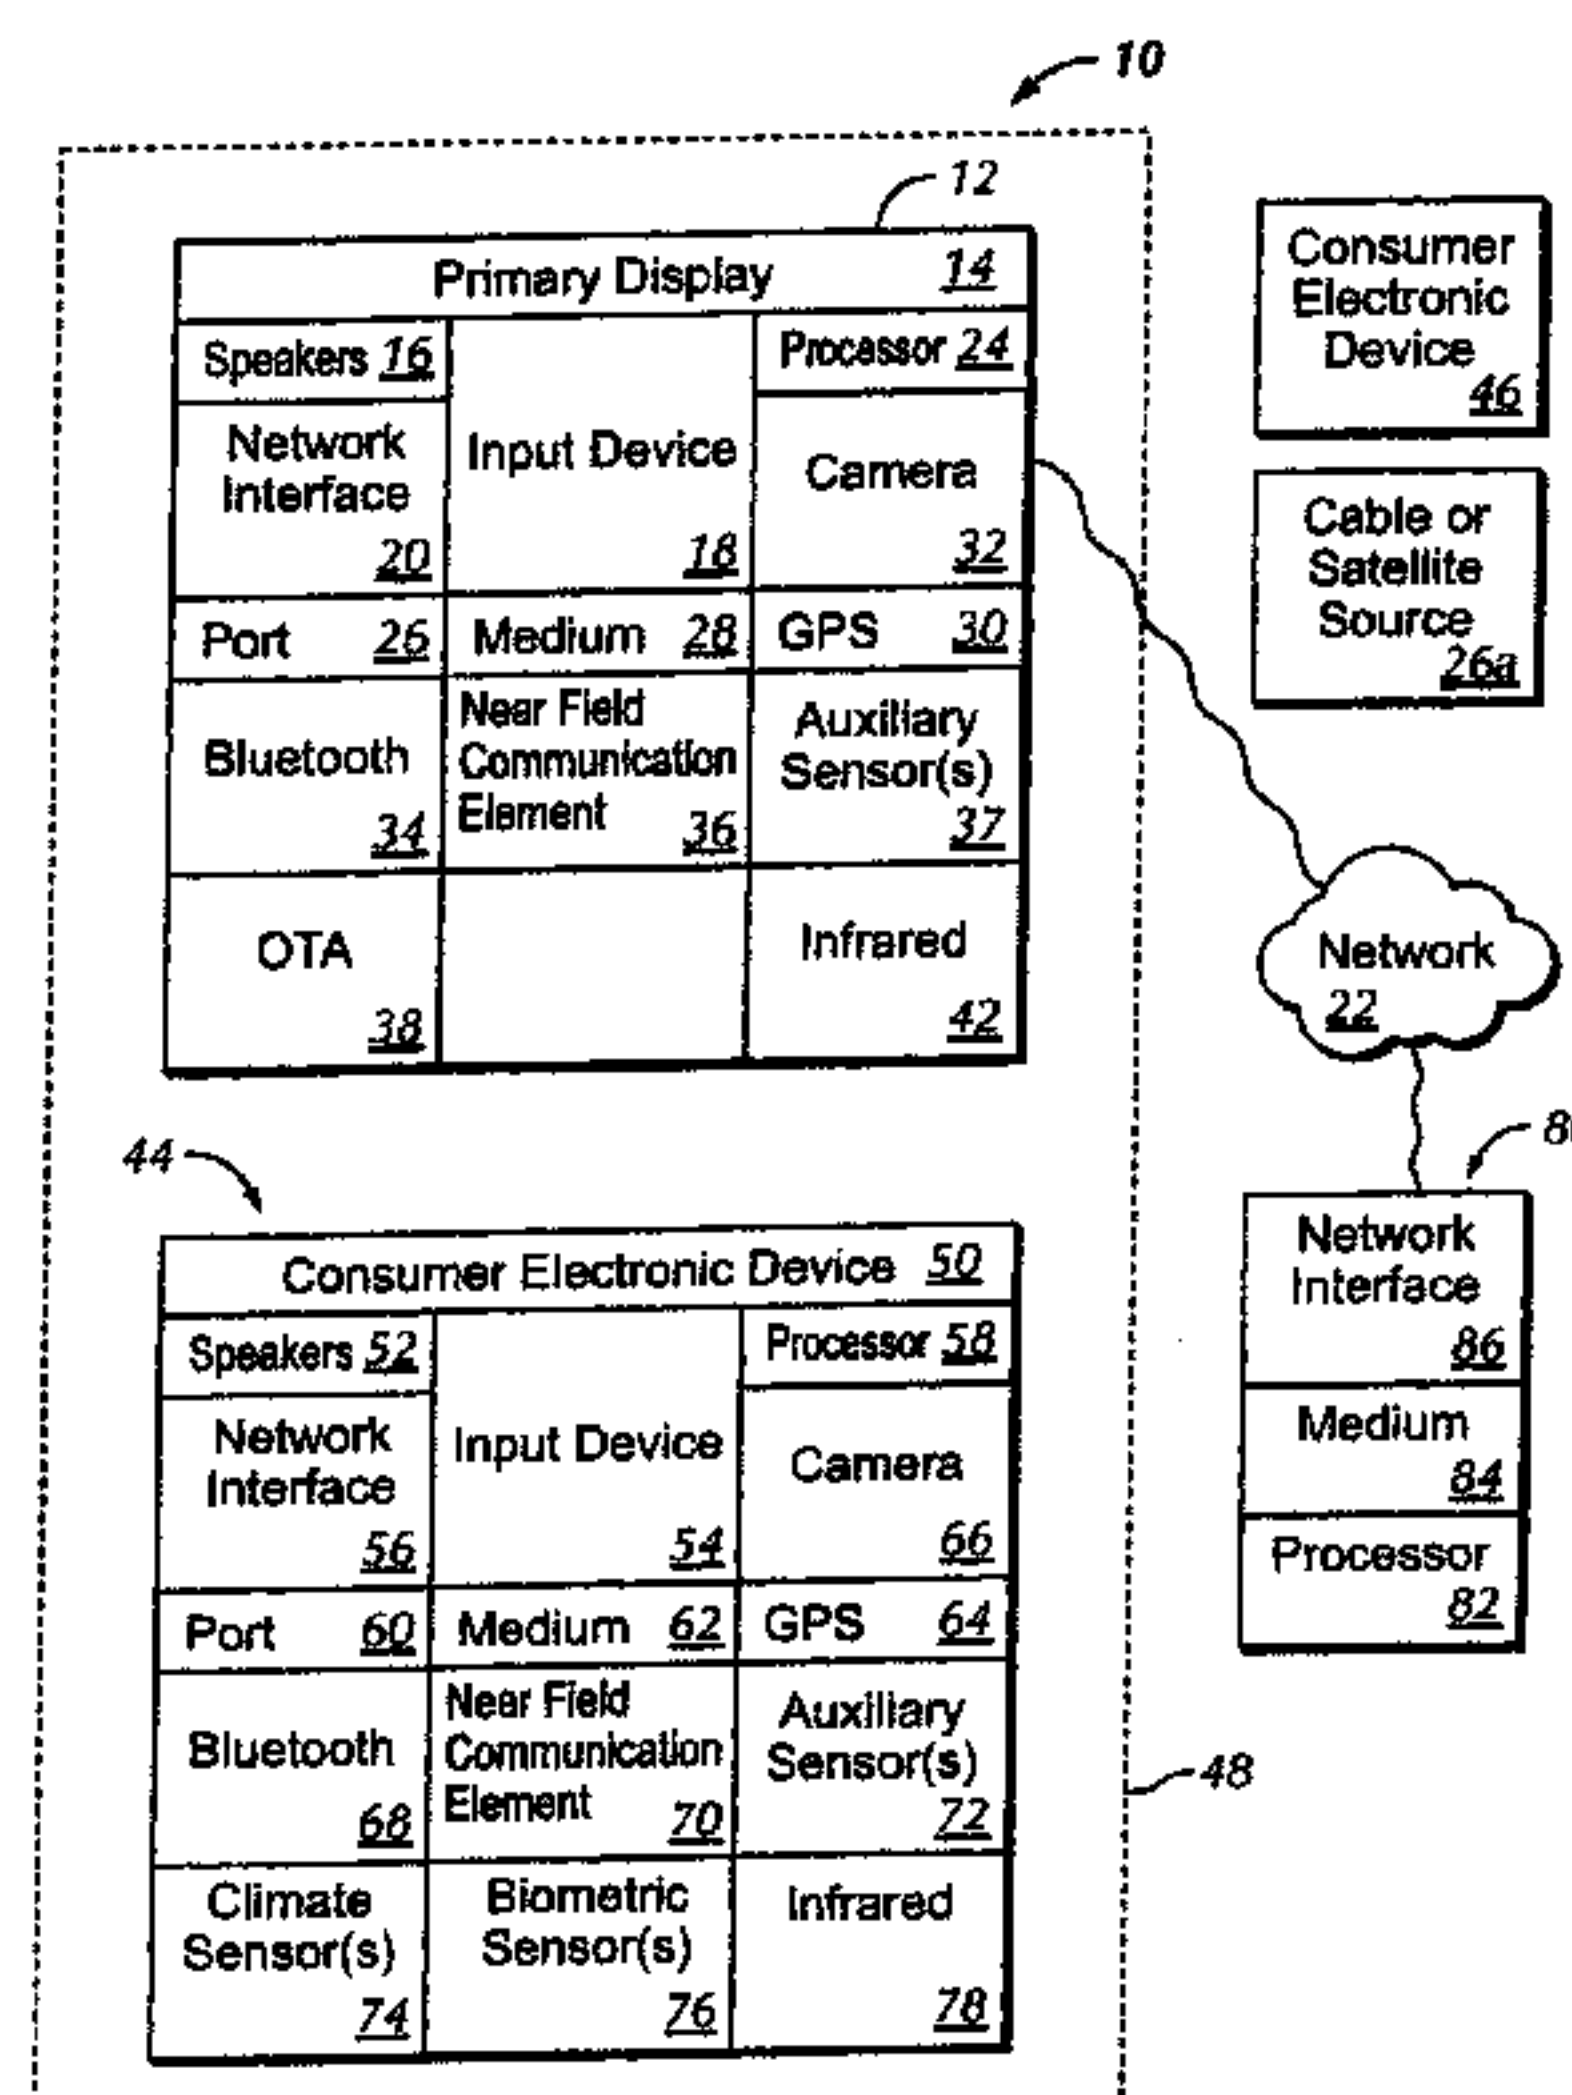 10
12
Primary Display 14
Speakers 16
Processor 24
Network
Interface
20
Input Device
18
Camera
32
Port 26
Medium 28
GPS 30
Bluetooth
34
Near Field
Communication
Element 36
Auxiliary
Sensor(s)
37
OTA
38
Infrared
42
Consumer
Electronic
Device
46
Cable or
Satellite
Source
26a
Network
22
44
Consumer Electronic Device 50
Speakers 52
Processor 58
Network
Interface
56
Input Device
54
Camera
66
Port 60
Medium 62
GPS 64
Bluetooth
68
Near Field
Communication
Element 70
Auxiliary
Sensor(s)
72
Climate
Sensor(s)
74
Biometric
Sensor(s)
76
Infrared
78
Network
Interface
86
Medium
84
Processor
82
48